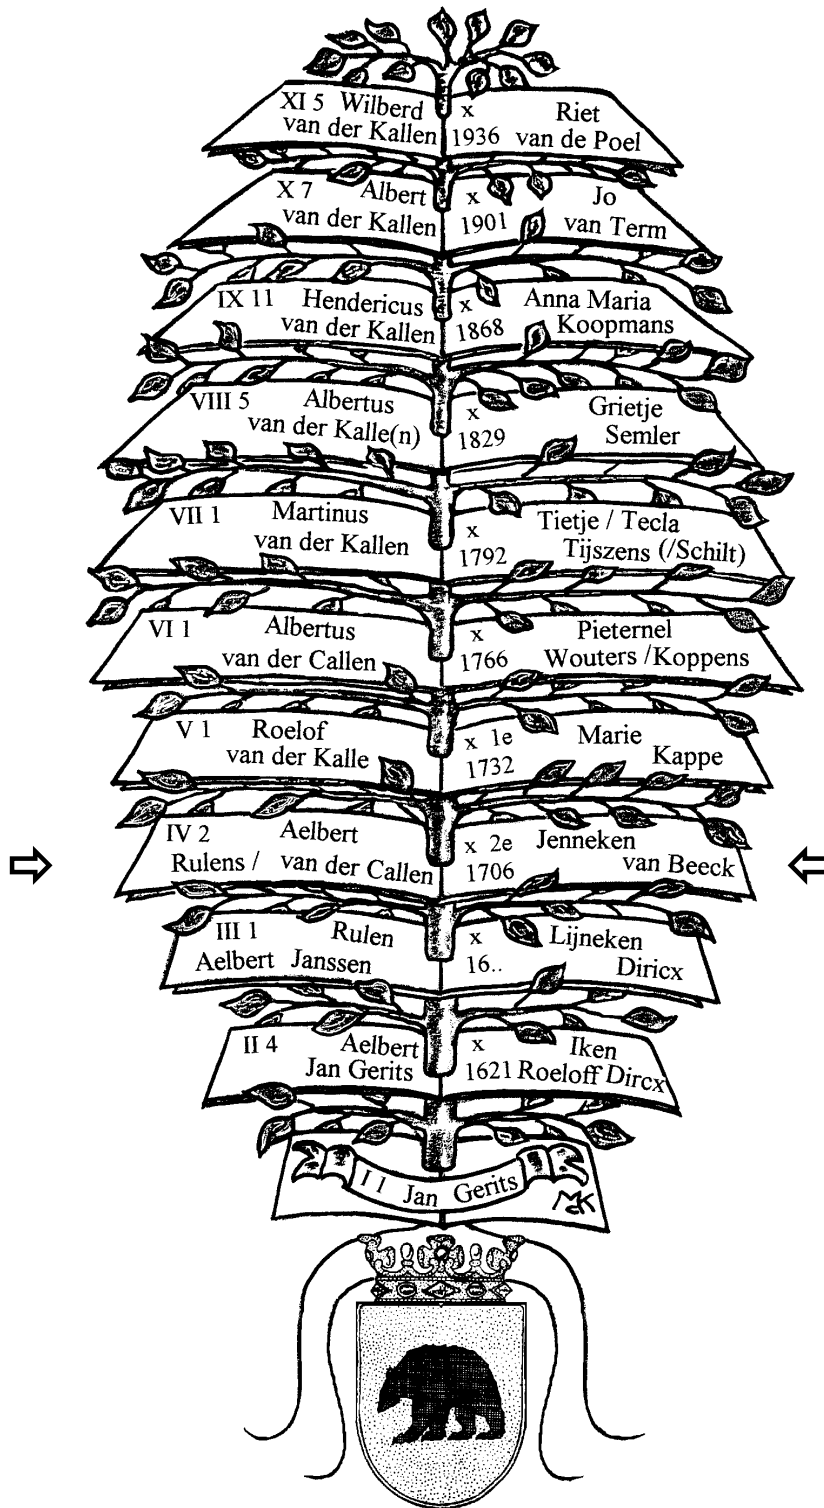 XI 5 Wilberd x Riet
van der Kallen 1936 van de Poel
X 7 Albert x Jo
van der Kallen 1901 van Term
IX 11 Hendericus x Anna Maria
van der Kallen 1868 Koopmans
VIII 5 Albertus x Grietje
van der Kalle(n) 1829 Semler
VII 1 Martinus x Tietje / Tecla
van der Kallen 1792 Tijszens (/Schilt)
VI 1 Albertus x Pieternel
van der Callen 1766 Wouters /Koppens
V 1 Roelof x 1e Marie
van der Kalle 1732 Kappe
IV 2 Aelbert x 2e Jenneken
Rulens / van der Callen 1706 van Beeck
III 1 Rulen x Lijneken
Aelbert Janssen 16.. Diricx
II 4 Aelbert x Iken
Jan Gerits 1621 Roeloff Dircx
I 1 Jan Gerits
MvdK